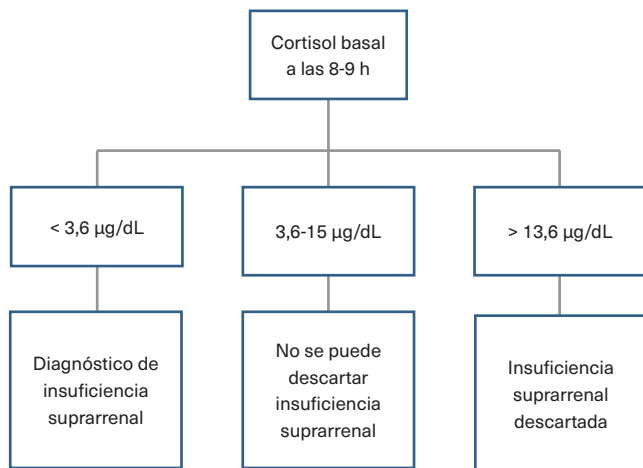 Cortisol basal
a las 8-9 h
< 3,6 µg/dL
3,6-15 µg/dL
> 13,6 µg/dL
Diagnóstico de
insuficiencia
suprarrenal
No se puede
descartar
insuficiencia
suprarrenal
Insuficiencia
suprarrenal
descartada